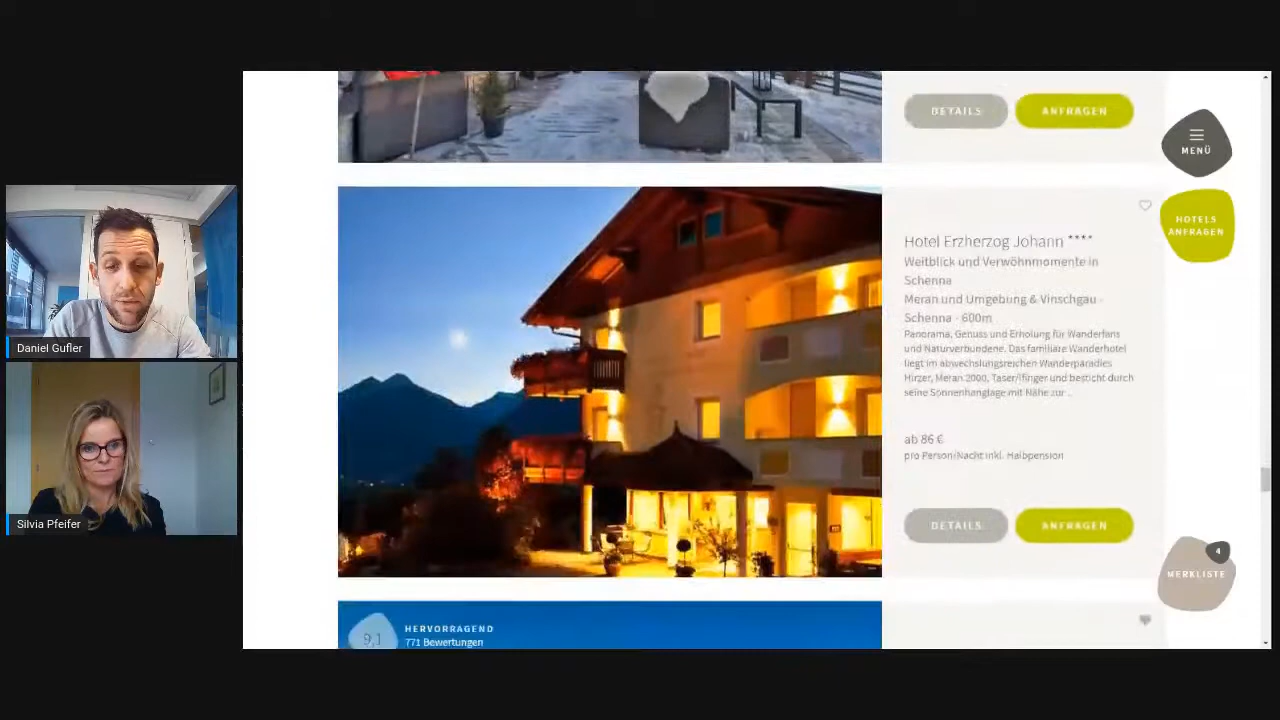 DETAILS
ANFRAGEN
MENÜ
HOTELS
ANFRAGEN
Daniel Gufler
Silvia Pfeifer
Hotel Erzherzog Johann ****
Weitblick und Verwöhnmomente in
Schenna
Meran und Umgebung & Vinschgau -
Schenna - 600m
Panorama, Genuss und Erholung für Wanderfans
und Naturverbundene. Das familiäre Wanderhotel
liegt im abwechslungsreichen Wanderparadies
Hirzer, Meran 2000, Taser/Ifinger und besticht durch
seine Sonnenhanglage mit Nähe zur ...
ab 86 €
pro Person/Nacht inkl. Halbpension
DETAILS
ANFRAGEN
4
MERKLISTE
9,1
HERVORRAGEND
771 Bewertungen